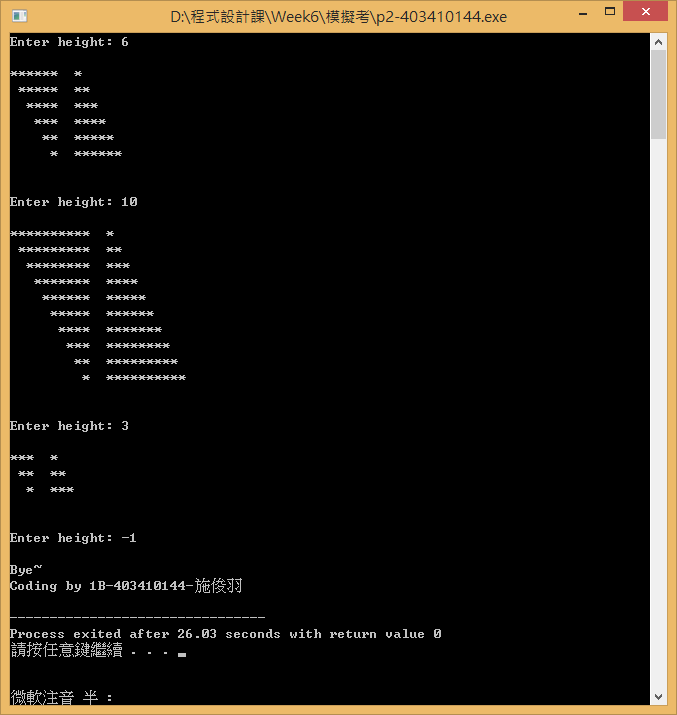 D:\程式設計課\Week6\模擬考\p2-403410144.exe
Enter height: 6
******  *
 *****  **
  ****  ***
   ***  ****
    **  *****
     *  ******
Enter height: 10
**********  *
 *********  **
  ********  ***
   *******  ****
    ******  *****
     *****  ******
      ****  *******
       ***  ********
        **  *********
         *  **********
Enter height: 3
***  *
 **  **
  *  ***
Enter height: -1
Bye~
Coding by 1B-403410144-施俊羽
--------------------------------
Process exited after 26.03 seconds with return value 0
請按任意鍵繼續 . . .
微軟注音 半 :